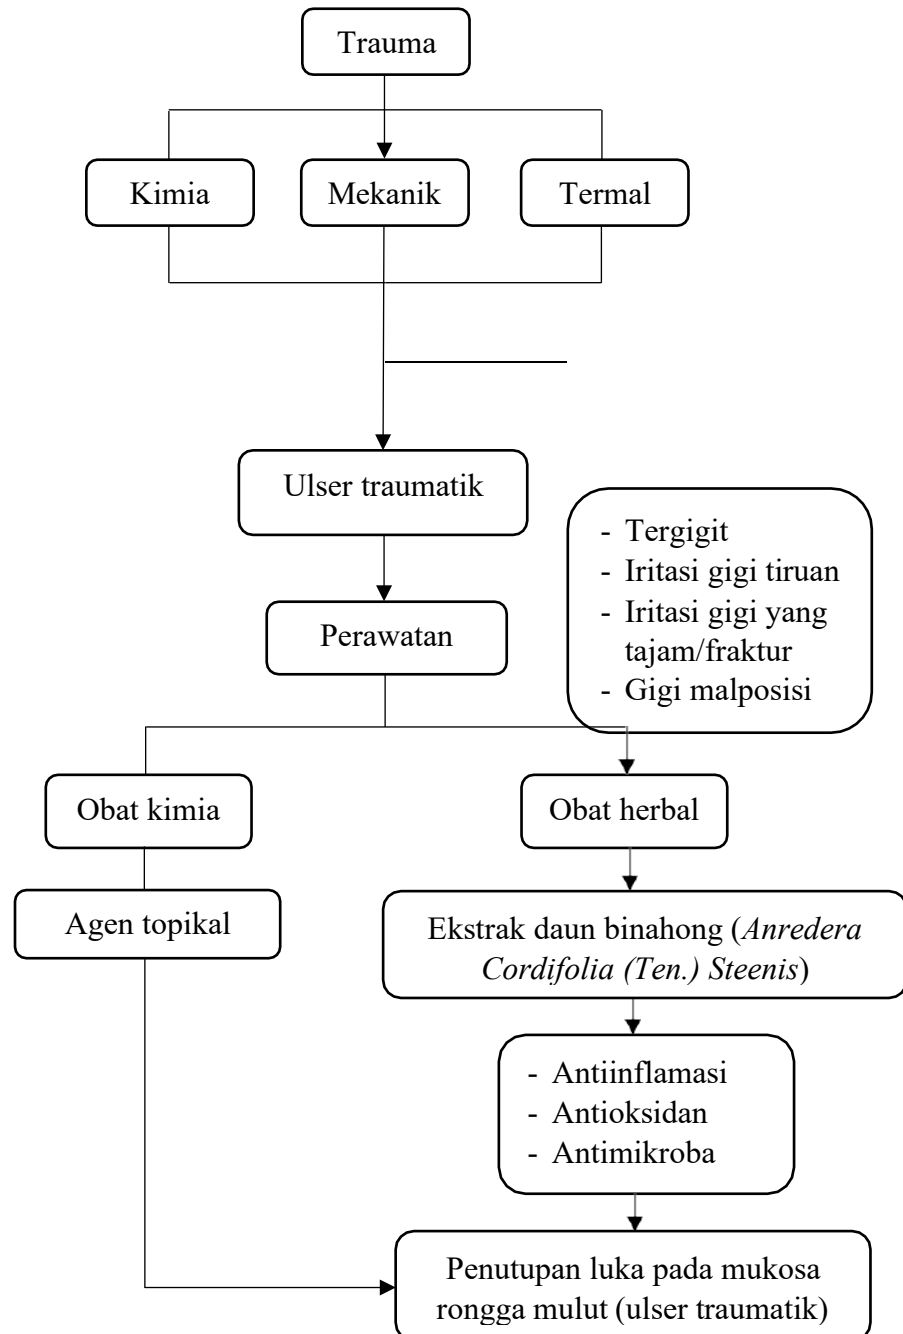 Trauma
Kimia
Mekanik
Termal
Ulser traumatik
- Tergigit
- Iritasi gigi tiruan
- Iritasi gigi yang
tajam/fraktur
- Gigi malposisi
Perawatan
Obat kimia
Obat herbal
Agen topikal
Ekstrak daun binahong (Anredera
Cordifolia (Ten.) Steenis)
- Antiinflamasi
- Antioksidan
- Antimikroba
Penutupan luka pada mukosa
rongga mulut (ulser traumatik)